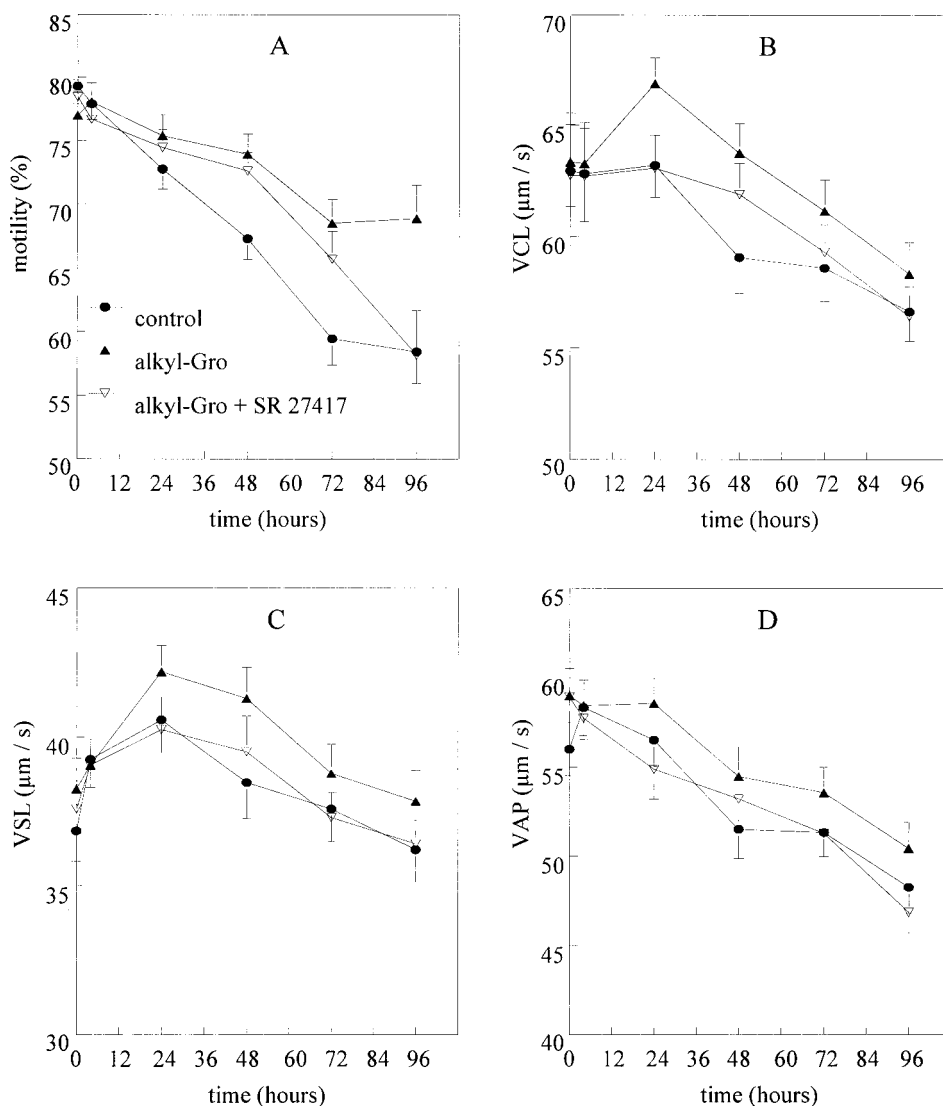 A
85
80
75
70
65
60
55
50
motility (%)
control
alkyl-Gro
alkyl-Gro + SR 27417
0 12 24 36 48 60 72 84 96
time (hours)
B
70
65
60
55
50
VCL (µm / s)
0 12 24 36 48 60 72 84 96
time (hours)
C
45
40
35
30
VSL (µm / s)
0 12 24 36 48 60 72 84 96
time (hours)
D
65
60
55
50
45
40
VAP (µm / s)
0 12 24 36 48 60 72 84 96
time (hours)